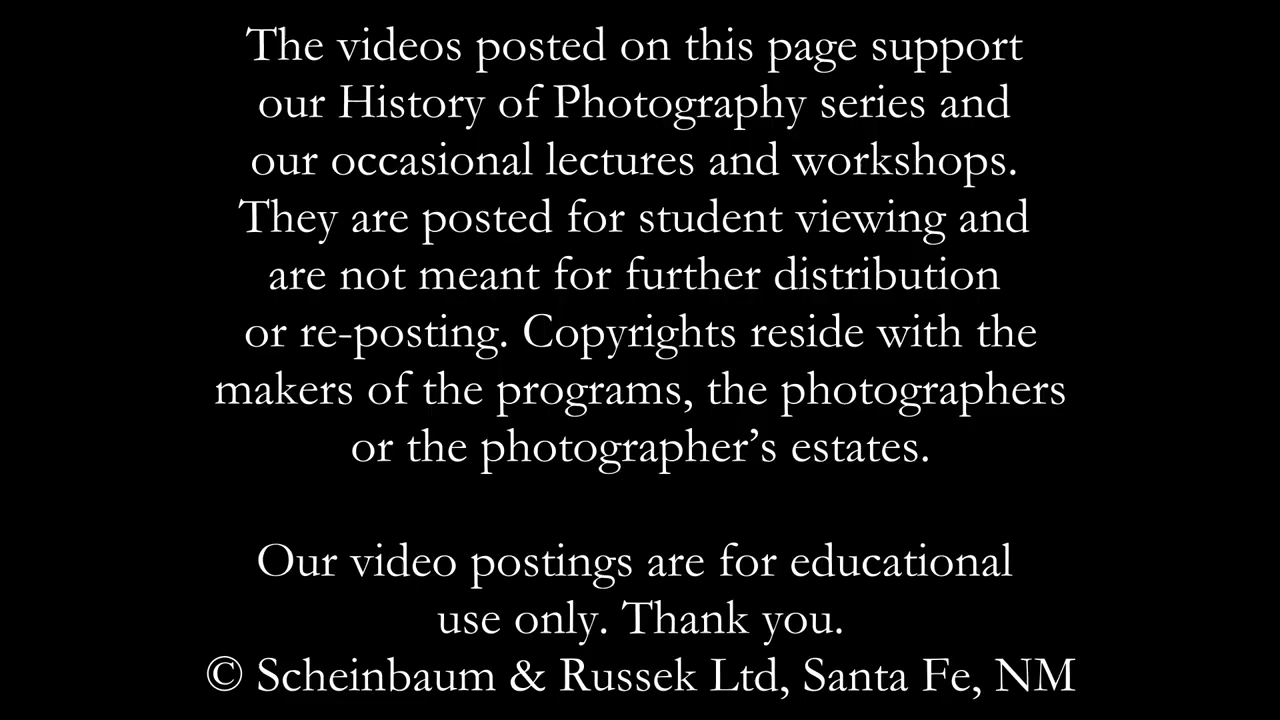 The videos posted on this page support
our History of Photography series and
our occasional lectures and workshops.
They are posted for student viewing and
are not meant for further distribution
or re-posting. Copyrights reside with the
makers of the programs, the photographers
or the photographer’s estates.
Our video postings are for educational
use only. Thank you.
© Scheinbaum & Russek Ltd, Santa Fe, NM